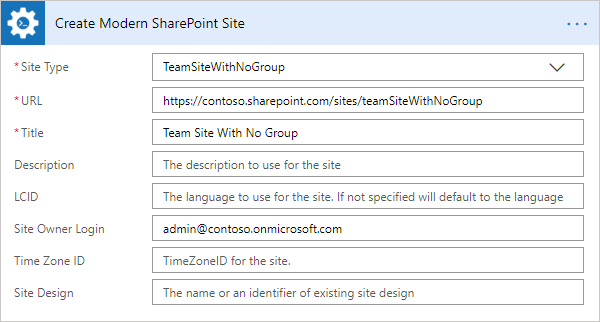 Create Modern SharePoint Site
* Site Type TeamSiteWithNoGroup
* URL https://contoso.sharepoint.com/sites/teamSiteWithNoGroup
* Title Team Site With No Group
Description The description to use for the site
LCID The language to use for the site. If not specified will default to the language
Site Owner Login admin@contoso.onmicrosoft.com
Time Zone ID TimeZoneID for the site.
Site Design The name or an identifier of existing site design